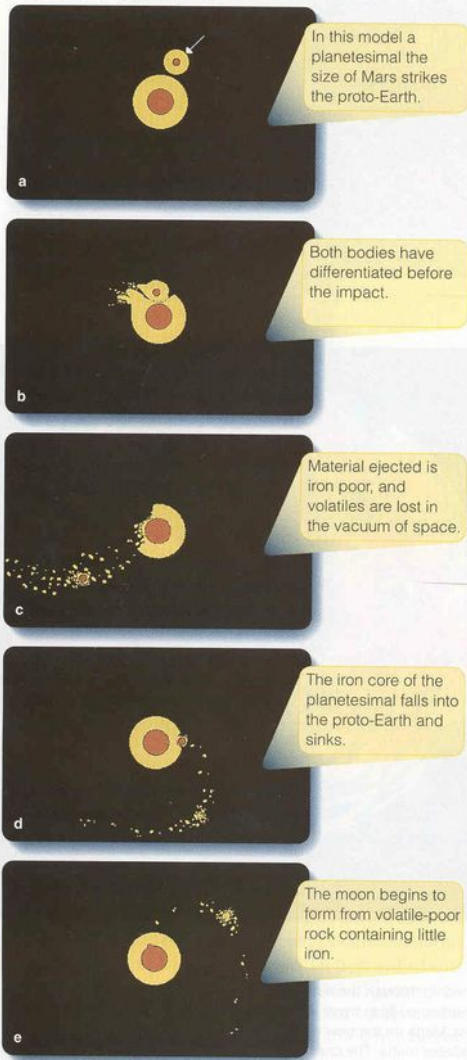 In this model a
planetesimal the
size of Mars strikes
the proto-Earth.
a
Both bodies have
differentiated before
the impact.
b
Material ejected is
iron poor, and
volatiles are lost in
the vacuum of space.
c
The iron core of the
planetesimal falls into
the proto-Earth and
sinks.
d
The moon begins to
form from volatile-poor
rock containing little
iron.
e